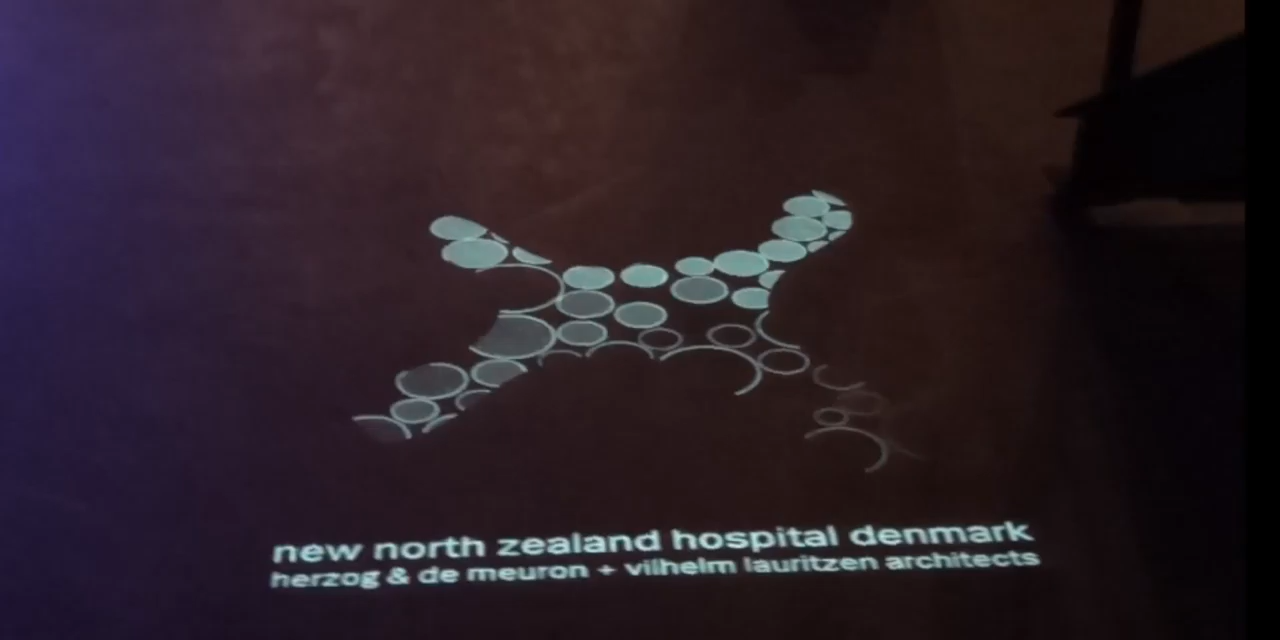 new north zealand hospital denmark
herzog & de meuron + vilhelm lauritzen architects